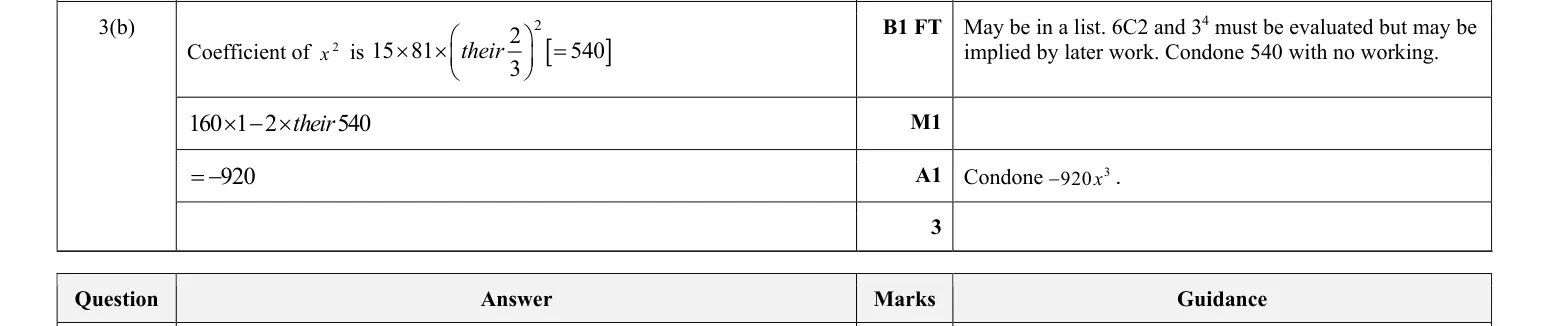 3(b)
Coefficient of x² is 15×81×(their 2/3)² [= 540]
B1 FT
May be in a list. 6C2 and 3⁴ must be evaluated but may be
implied by later work. Condone 540 with no working.
160×1−2×their 540
M1
= −920
A1
Condone −920x³ .
3
Question Answer Marks Guidance